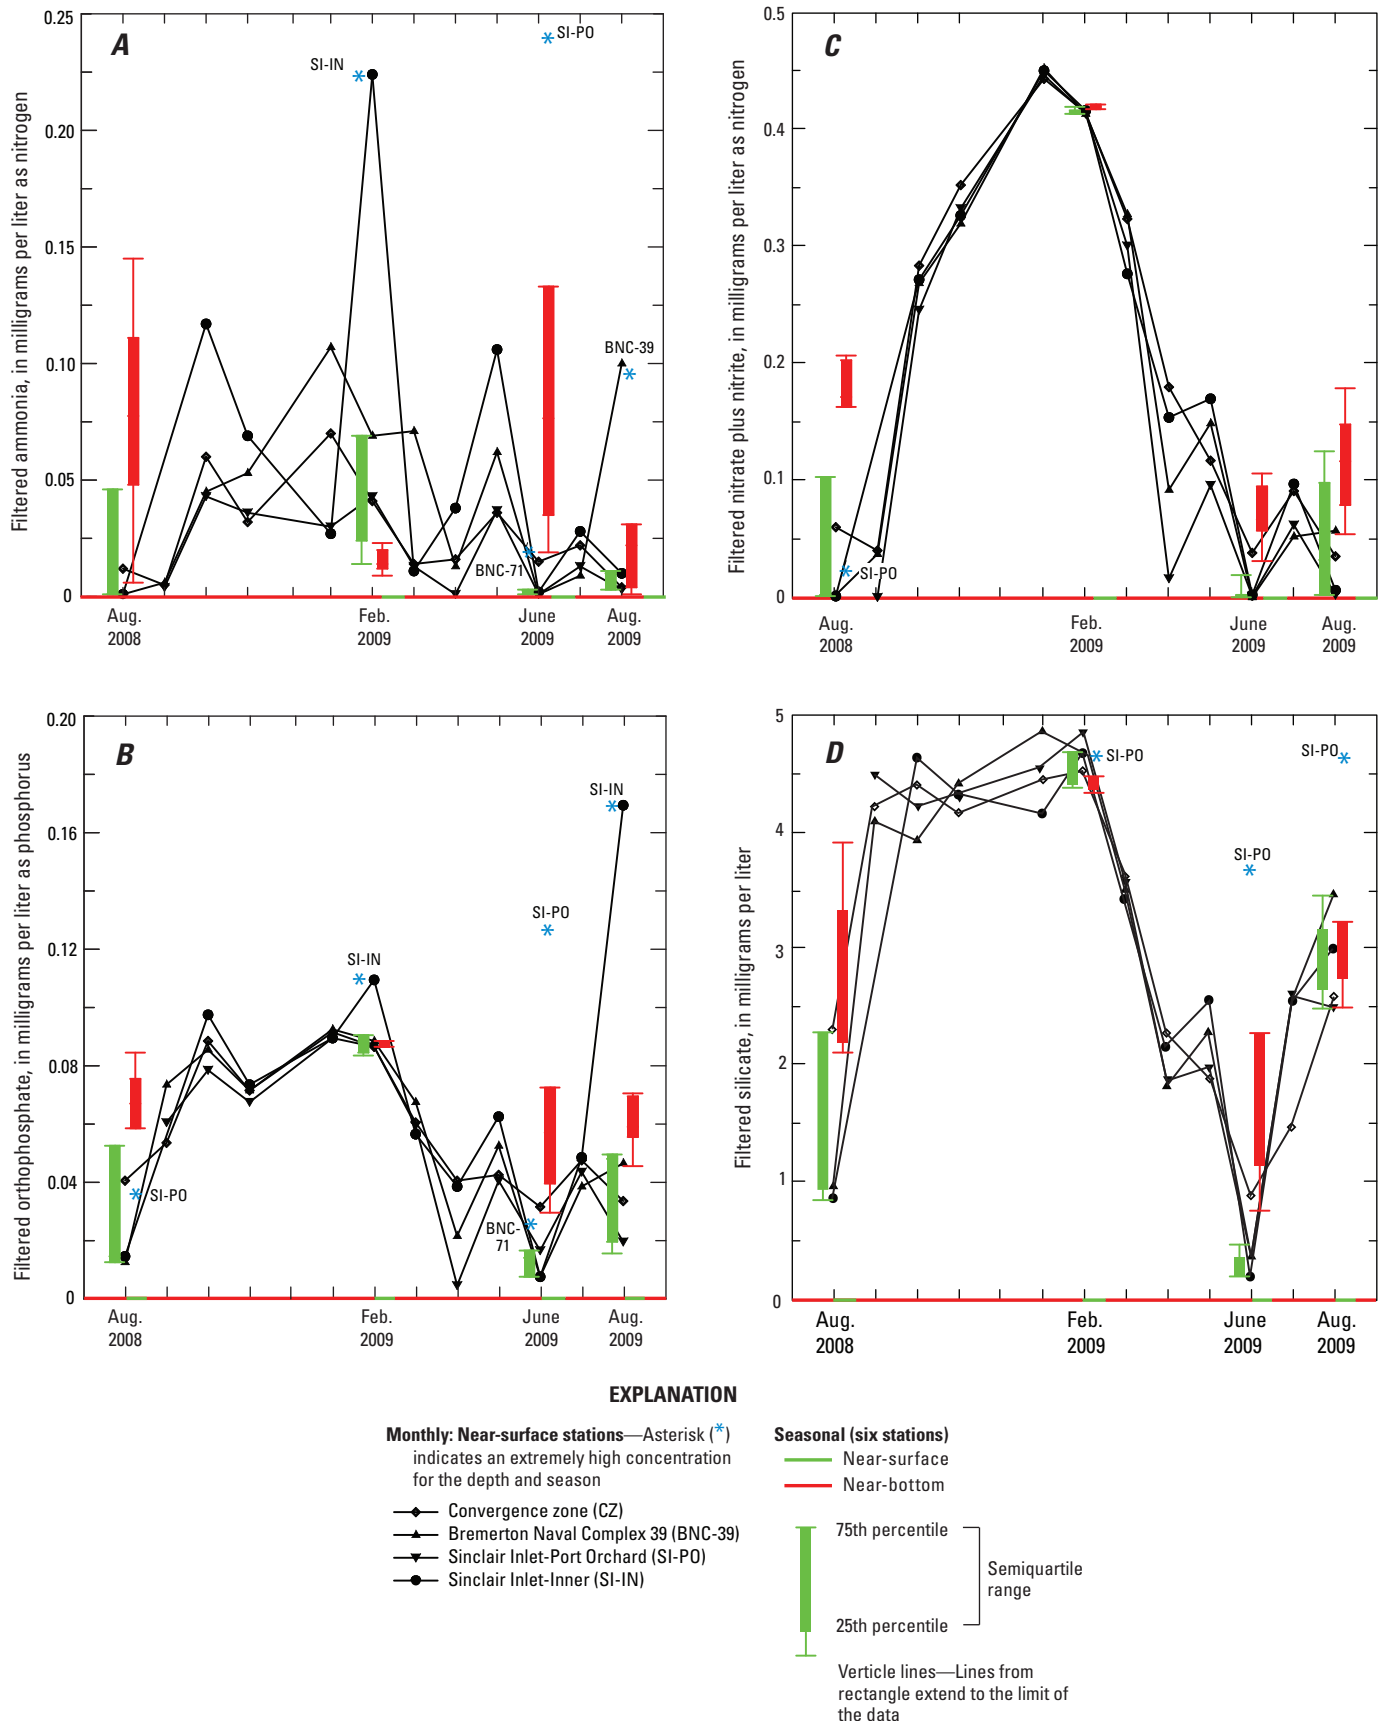 A
Filtered ammonia, in milligrams per liter as nitrogen
0.25
0.20
0.15
0.10
0.05
0
SI-IN
SI-PO
BNC-39
BNC-71
Aug.
2008
Feb.
2009
June
2009
Aug.
2009
C
Filtered nitrate plus nitrite, in milligrams per liter as nitrogen
0.5
0.4
0.3
0.2
0.1
0
SI-PO
Aug.
2008
Feb.
2009
June
2009
Aug.
2009
B
Filtered orthophosphate, in milligrams per liter as phosphorus
0.20
0.16
0.12
0.08
0.04
0
SI-IN
SI-PO
SI-IN
SI-PO
BNC-
71
Aug.
2008
Feb.
2009
June
2009
Aug.
2009
D
Filtered silicate, in milligrams per liter
5
4
3
2
1
0
SI-PO
SI-PO
SI-PO
Aug.
2008
Feb.
2009
June
2009
Aug.
2009
EXPLANATION
Monthly: Near-surface stations—Asterisk (*)
indicates an extremely high concentration
for the depth and season
Convergence zone (CZ)
Bremerton Naval Complex 39 (BNC-39)
Sinclair Inlet-Port Orchard (SI-PO)
Sinclair Inlet-Inner (SI-IN)
Seasonal (six stations)
Near-surface
Near-bottom
75th percentile
Semiquartile
range
25th percentile
Verticle lines—Lines from
rectangle extend to the limit of
the data